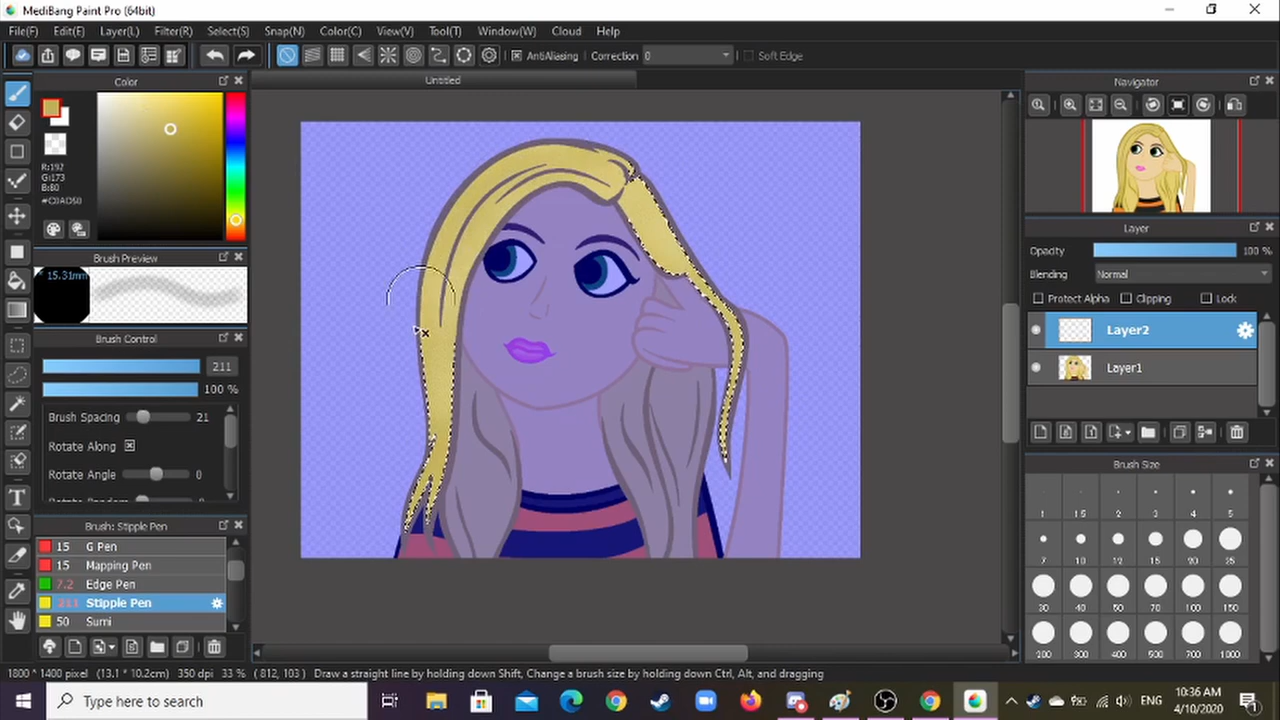 MediBang Paint Pro (64bit)
File(F) Edit(E) Layer(L) Filter(R) Select(S) Snap(N) Color(C) View(V) Tool(T) Window(W) Cloud Help
AntiAliasing Correction 0 Soft Edge
Untitled
Color
R:192
G:173
B:80
#C0AD50
Brush Preview
15.31mm
Brush Control
211
100 %
Brush Spacing 21
Rotate Along
Rotate Angle 0
Brush: Stipple Pen
15 G Pen
15 Mapping Pen
7.2 Edge Pen
211 Stipple Pen
50 Sumi
Navigator
Layer
Opacity 100 %
Blending Normal
Protect Alpha Clipping Lock
Layer2
Layer1
Brush Size
1 1.5 2 3 4 5
7 10 12 15 20 25
30 40 50 70 100 150
200 300 500 700 1000
1800 * 1400 pixel (13.1 * 10.2cm) 350 dpi 33 % ( 812, 103 ) Draw a straight line by holding down Shift, Change a brush size by holding down Ctrl, Alt, and dragging
Type here to search
ENG
10:36 AM
4/10/2020